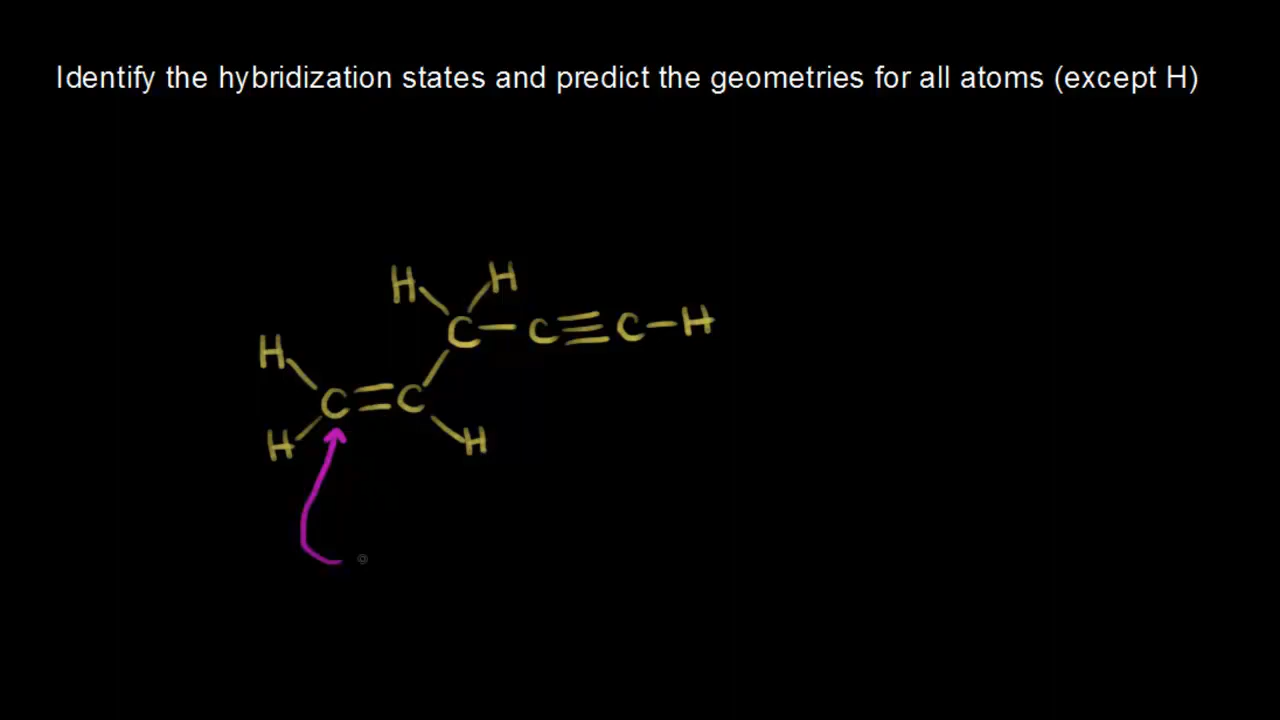 Identify the hybridization states and predict the geometries for all atoms (except H)
H H
C-C≡C-H
H
C=C
H H